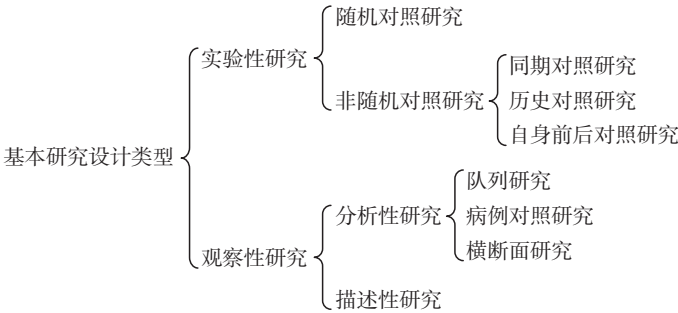 基本研究设计类型
实验性研究
随机对照研究
非随机对照研究
同期对照研究
历史对照研究
自身前后对照研究
观察性研究
分析性研究
队列研究
病例对照研究
横断面研究
描述性研究